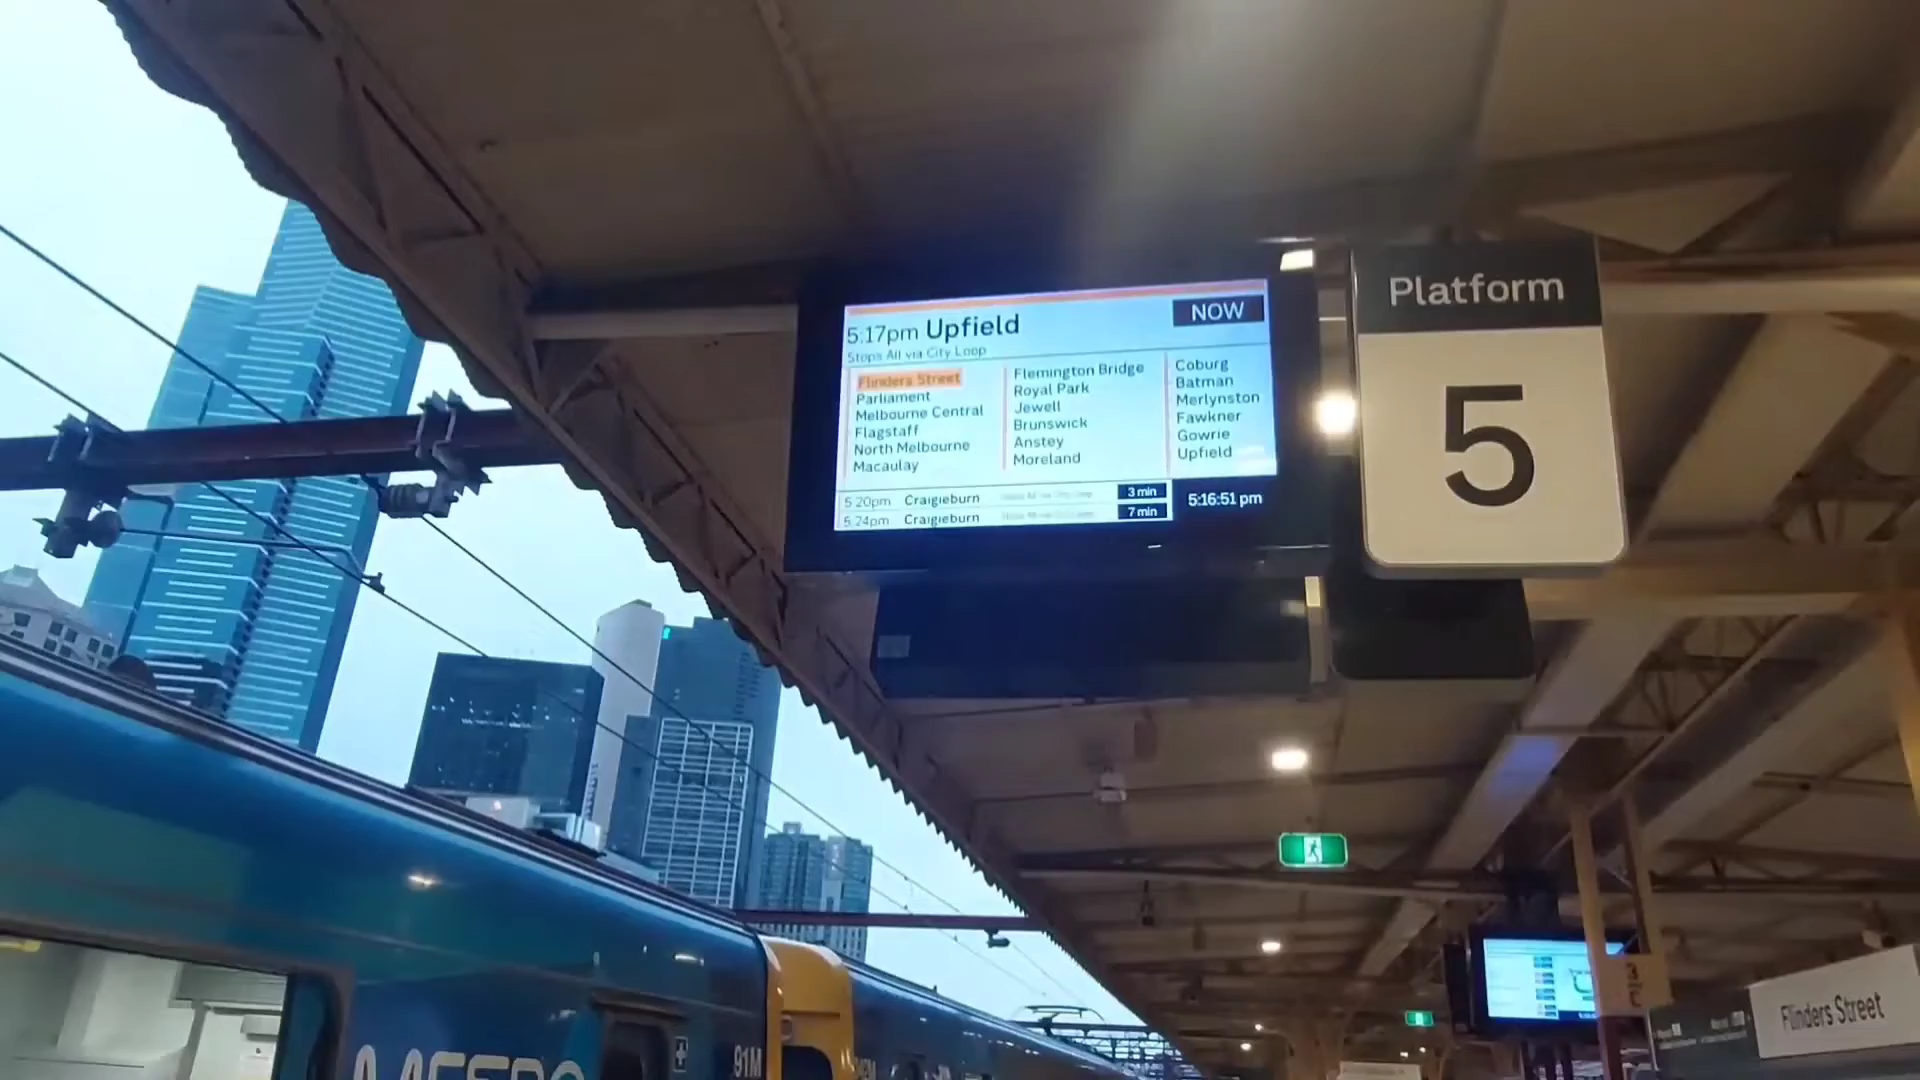 5:17pm Upfield
NOW
Stops All via City Loop
Flinders Street
Parliament
Melbourne Central
Flagstaff
North Melbourne
Macaulay
Flemington Bridge
Royal Park
Jewell
Brunswick
Anstey
Moreland
Coburg
Batman
Merlynston
Fawkner
Gowrie
Upfield
5:20pm Craigieburn 3 min
5:24pm Craigieburn 7 min
5:16:51 pm
Platform
5
METRO
91M
Flinders Street